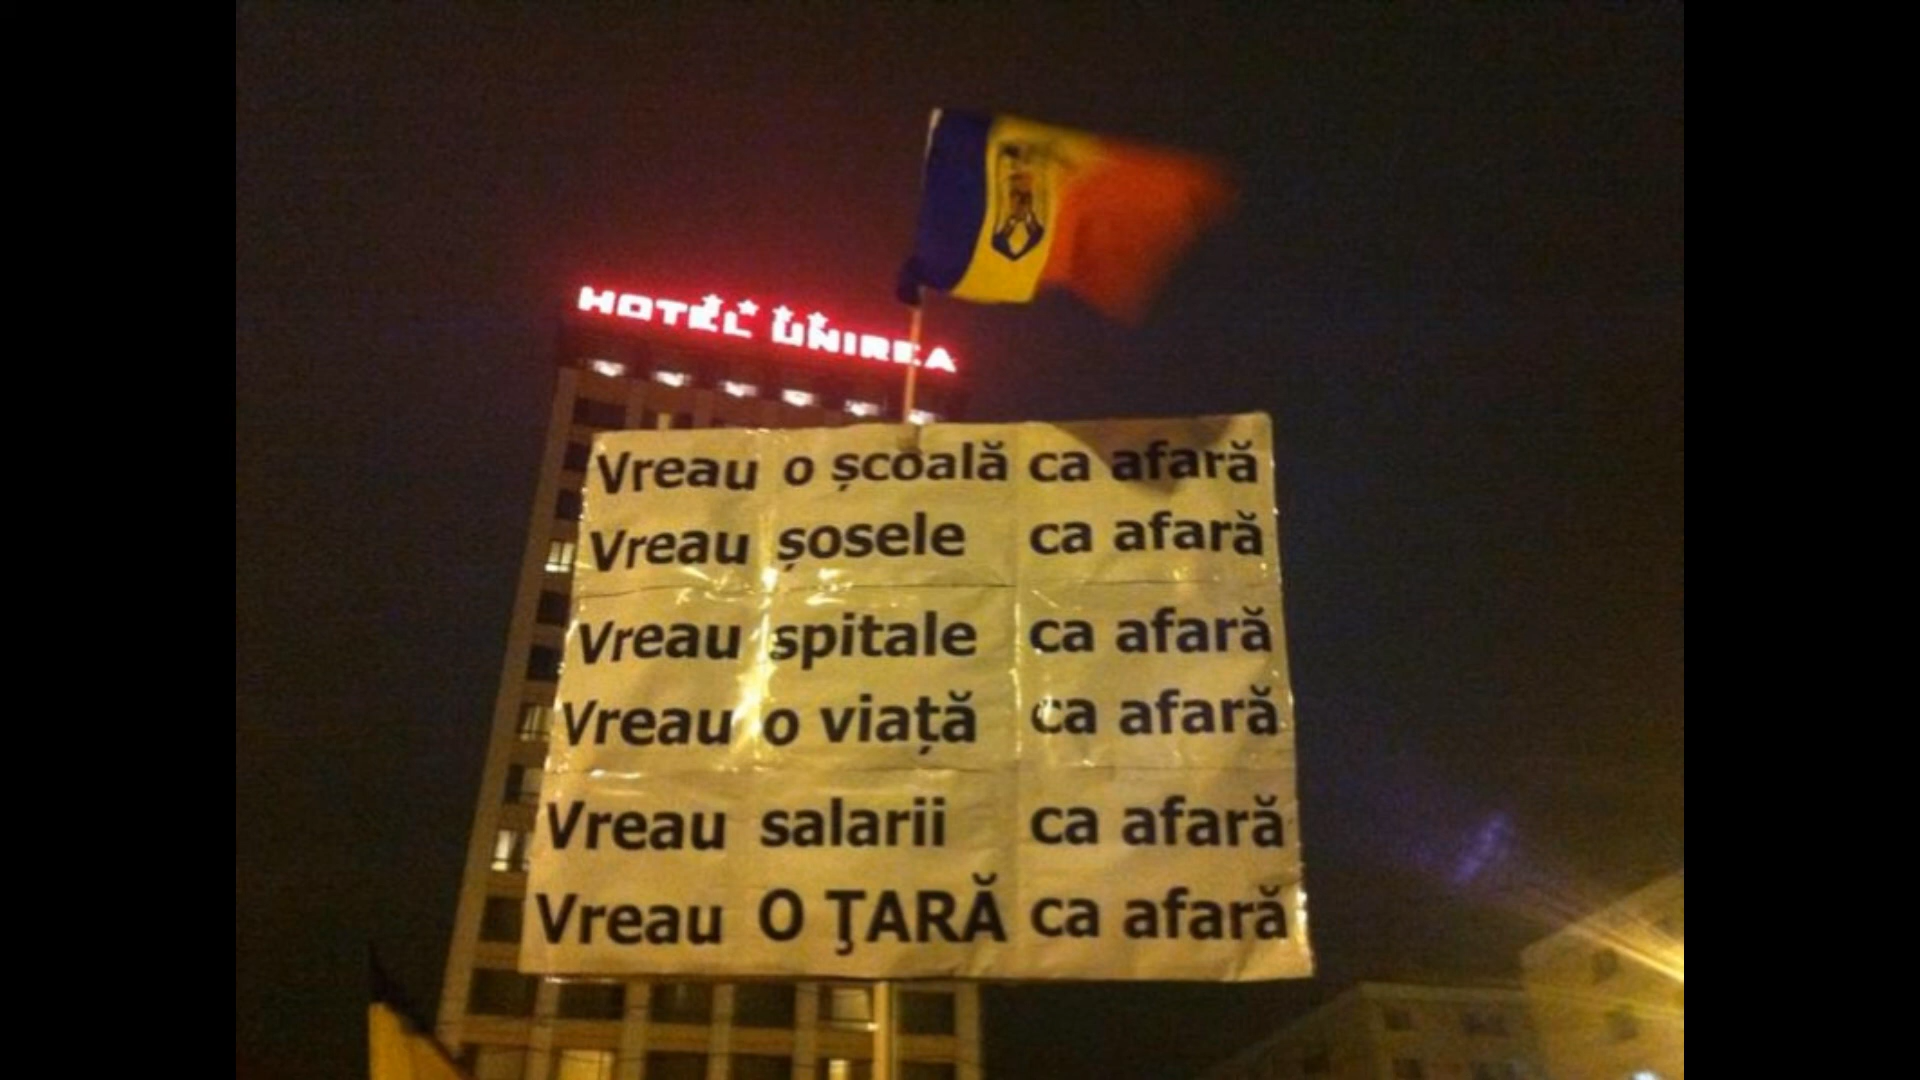 HOTEL UNIREA
Vreau o școală ca afară
Vreau șosele ca afară
Vreau spitale ca afară
Vreau o viață ca afară
Vreau salarii ca afară
Vreau O ŢARĂ ca afară